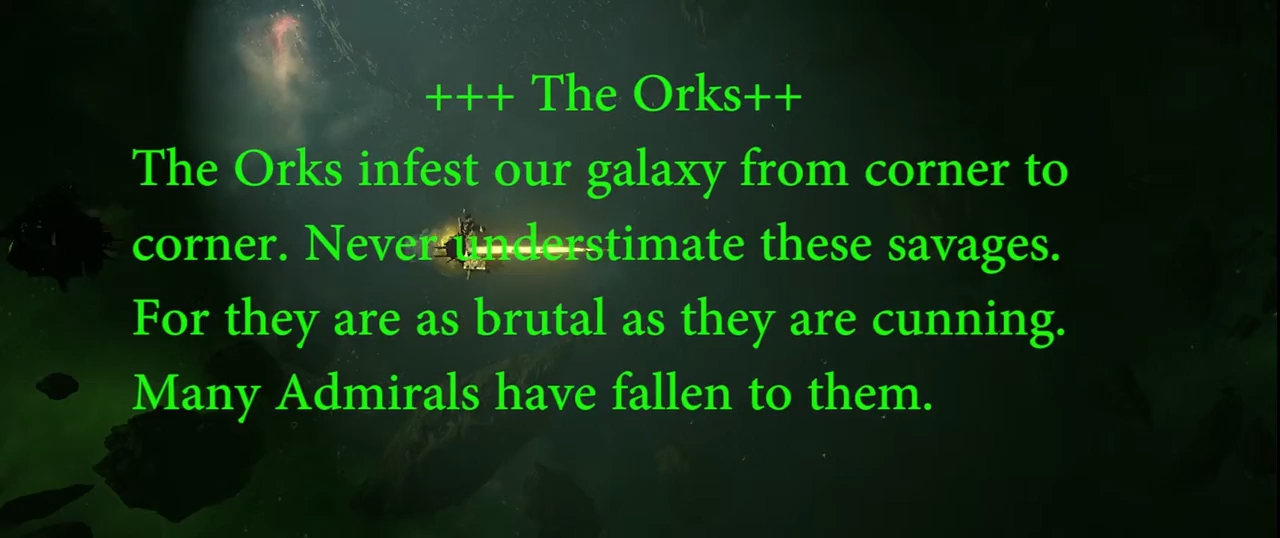 +++ The Orks++
The Orks infest our galaxy from corner to
corner. Never understimate these savages.
For they are as brutal as they are cunning.
Many Admirals have fallen to them.